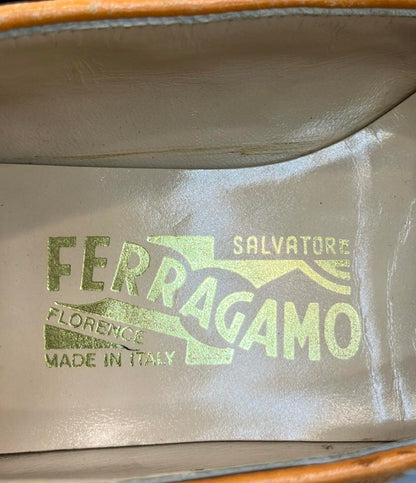 SALVATORE
FERRAGAMO
FLORENCE
MADE IN ITALY